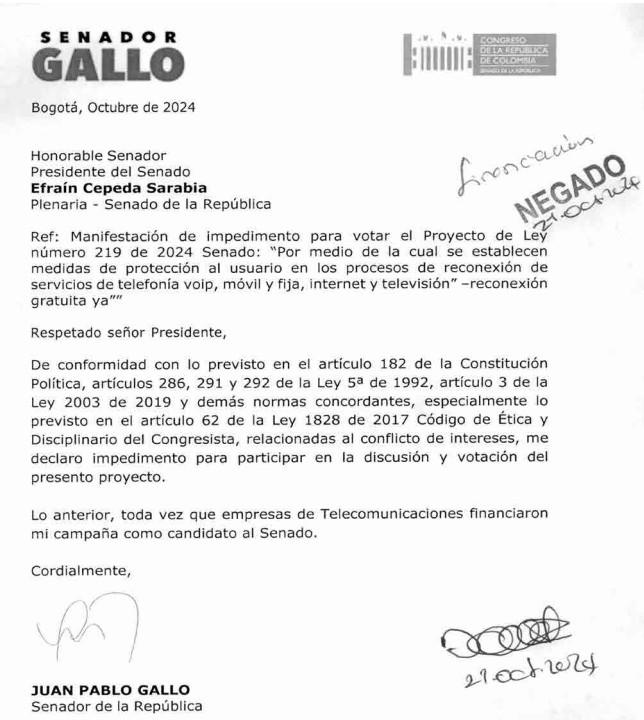 SENADOR
GALLO
CONGRESO
DE LA REPÚBLICA
DE COLOMBIA
SENADO DE LA REPÚBLICA
Bogotá, Octubre de 2024
Honorable Senador
Presidente del Senado
Efraín Cepeda Sarabia
Plenaria - Senado de la República
financiación
NEGADO
21-oct-2024
Ref: Manifestación de impedimento para votar el Proyecto de Ley
número 219 de 2024 Senado: “Por medio de la cual se establecen
medidas de protección al usuario en los procesos de reconexión de
servicios de telefonía voip, móvil y fija, internet y televisión” –reconexión
gratuita ya””
Respetado señor Presidente,
De conformidad con lo previsto en el artículo 182 de la Constitución
Política, artículos 286, 291 y 292 de la Ley 5ª de 1992, artículo 3 de la
Ley 2003 de 2019 y demás normas concordantes, especialmente lo
previsto en el artículo 62 de la Ley 1828 de 2017 Código de Ética y
Disciplinario del Congresista, relacionadas al conflicto de intereses, me
declaro impedimento para participar en la discusión y votación del
presento proyecto.
Lo anterior, toda vez que empresas de Telecomunicaciones financiaron
mi campaña como candidato al Senado.
Cordialmente,
21-oct-2024
JUAN PABLO GALLO
Senador de la República